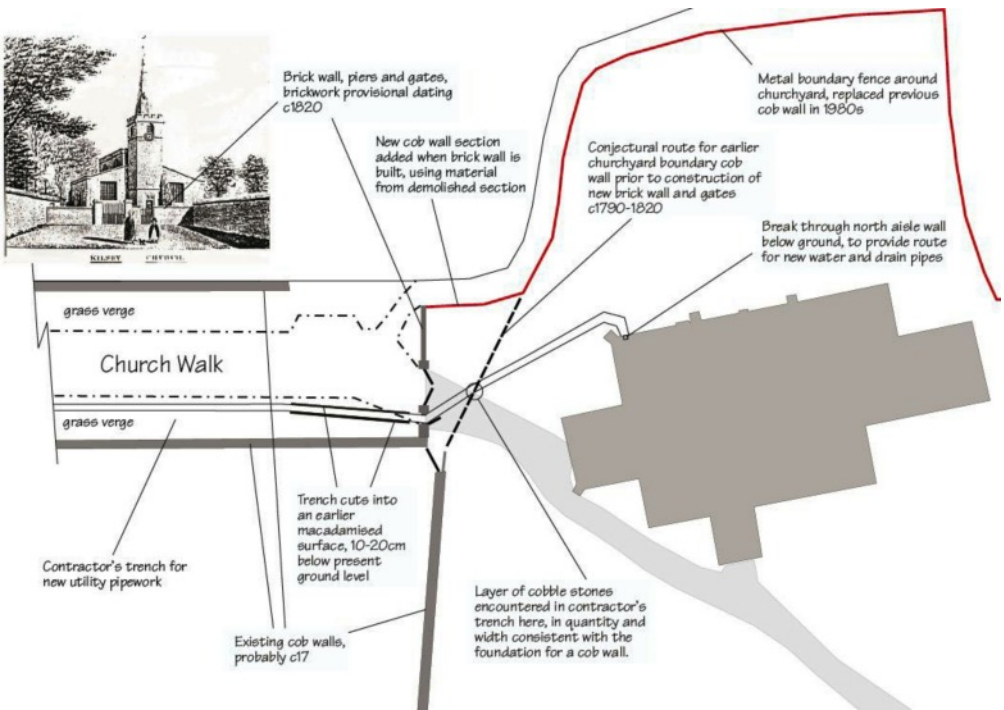 Brick wall, piers and gates,
brickwork provisional dating
c1820
Metal boundary fence around
churchyard, replaced previous
cob wall in 1980s
New cob wall section
added when brick wall is
built, using material
from demolished section
Conjectural route for earlier
churchyard boundary cob
wall prior to construction of
new brick wall and gates
c1790-1820
Break through north aisle wall
below ground, to provide route
for new water and drain pipes
KILSBY CHURCH
grass verge
Church Walk
grass verge
Trench cuts into
an earlier
macadamised
surface, 10-20cm
below present
ground level
Contractor's trench for
new utility pipework
Layer of cobble stones
encountered in contractor's
trench here, in quantity and
width consistent with the
foundation for a cob wall.
Existing cob walls,
probably c17